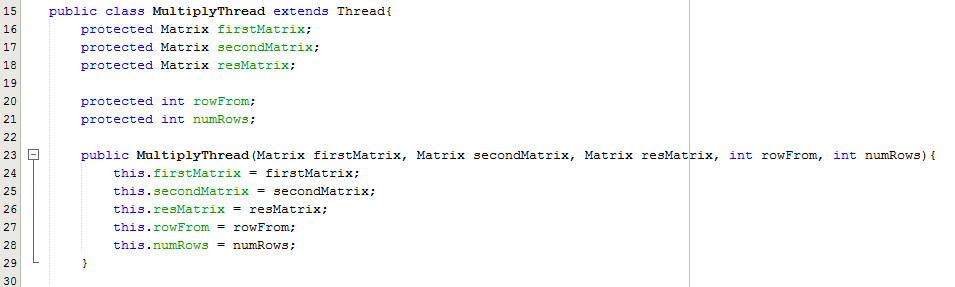 15 public class MultiplyThread extends Thread{
16 protected Matrix firstMatrix;
17 protected Matrix secondMatrix;
18 protected Matrix resMatrix;
19
20 protected int rowFrom;
21 protected int numRows;
22
23 public MultiplyThread(Matrix firstMatrix, Matrix secondMatrix, Matrix resMatrix, int rowFrom, int numRows){
24 this.firstMatrix = firstMatrix;
25 this.secondMatrix = secondMatrix;
26 this.resMatrix = resMatrix;
27 this.rowFrom = rowFrom;
28 this.numRows = numRows;
29 }
30